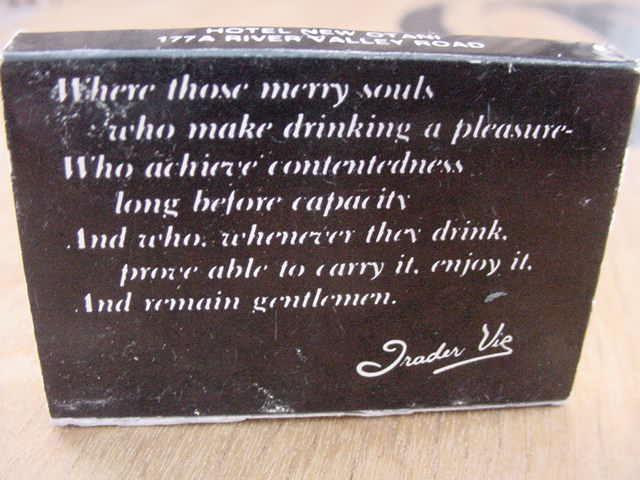 HOTEL NEW OTANI
177A RIVER VALLEY ROAD
Where those merry souls
who make drinking a pleasure-
Who achieve contentedness
long before capacity
And who, whenever they drink,
prove able to carry it, enjoy it,
And remain gentlemen.
Trader Vic